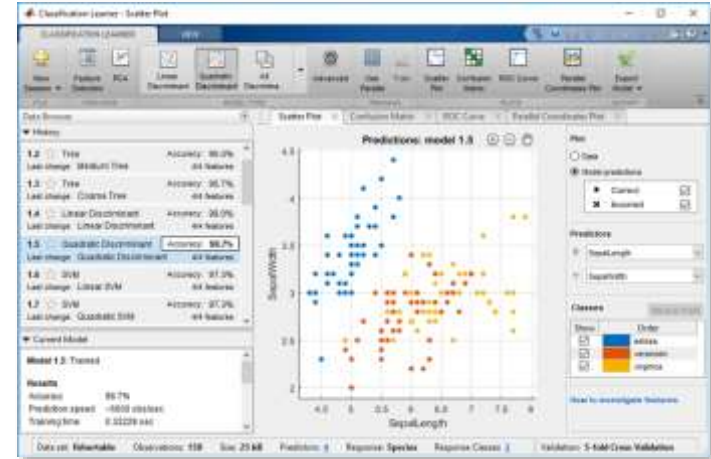 Classification Learner - Scatter Plot
CLASSIFICATION LEARNER VIEW
New Session Feature Selection PCA Linear Discriminant Quadratic Discriminant All Discrimina... Advanced Use Parallel Train Scatter Plot Confusion Matrix ROC Curve Parallel Coordinates Plot Export Model
Data Browser
Scatter Plot Confusion Matrix ROC Curve Parallel Coordinates Plot
History
1.2 Tree Accuracy:
Last change: Medium Tree 4/4 features
1.3 Tree Accuracy: 96.7%
Last change: Coarse Tree 4/4 features
1.4 Linear Discriminant Accuracy:
Last change: Linear Discriminant 4/4 features
1.5 Quadratic Discriminant Accuracy: 98.7%
Last change: Quadratic Discriminant 4/4 features
1.6 SVM Accuracy: 97.3%
Last change: Linear SVM 4/4 features
1.7 SVM Accuracy: 97.3%
Last change: Quadratic SVM 4/4 features
Current Model
Model 1.5: Trained
Results
Accuracy 98.7%
Prediction speed obs/sec
Training time sec
Predictions: model 1.5
4.5
4
3.5
3
2.5
2
SepalWidth
4.5 5 5.5 6 6.5 7 7.5 8
SepalLength
Plot
Data
Model predictions
Correct
Incorrect
Predictors
X SepalLength
Y SepalWidth
Classes
Show Order
setosa
versicolor
virginica
How to investigate features
Data set: fishertable Observations: 150 Size: Predictors: 4 Response: Species Response Classes: 3 Validation: 5-fold Cross-Validation